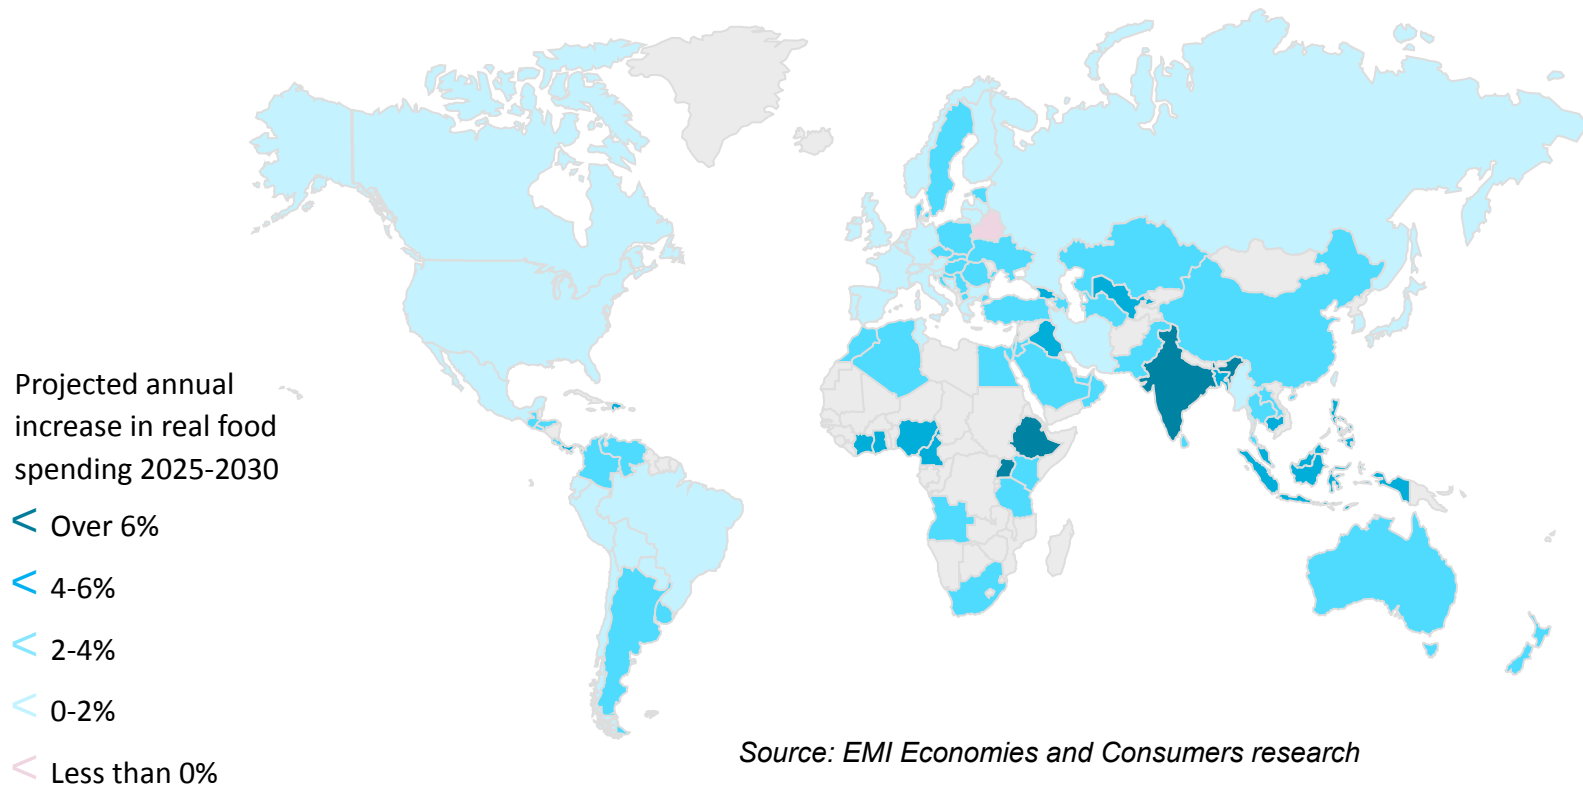 Projected annual
increase in real food
spending 2025-2030
< Over 6%
< 4-6%
< 2-4%
< 0-2%
< Less than 0%
Source: EMI Economies and Consumers research